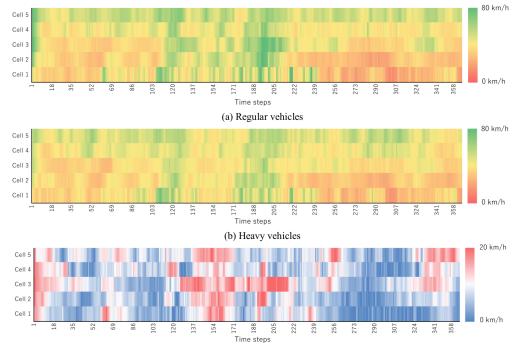 Cell 5
Cell 4
Cell 3
Cell 2
Cell 1
80 km/h
0 km/h
1 18 35 52 69 86 103 120 137 154 171 188 205 222 239 256 273 290 307 324 341 358
Time steps
(a) Regular vehicles
Cell 5
Cell 4
Cell 3
Cell 2
Cell 1
80 km/h
0 km/h
1 18 35 52 69 86 103 120 137 154 171 188 205 222 239 256 273 290 307 324 341 358
Time steps
(b) Heavy vehicles
Cell 5
Cell 4
Cell 3
Cell 2
Cell 1
20 km/h
0 km/h
1 18 35 52 69 86 103 120 137 154 171 188 205 222 239 256 273 290 307 324 341 358
Time steps